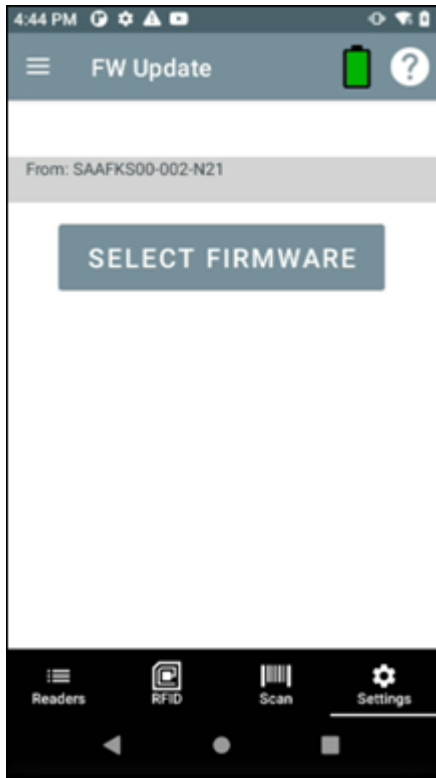 4:44 PM
FW Update
?
From: SAAFKS00-002-N21
SELECT FIRMWARE
Readers
RFID
Scan
Settings